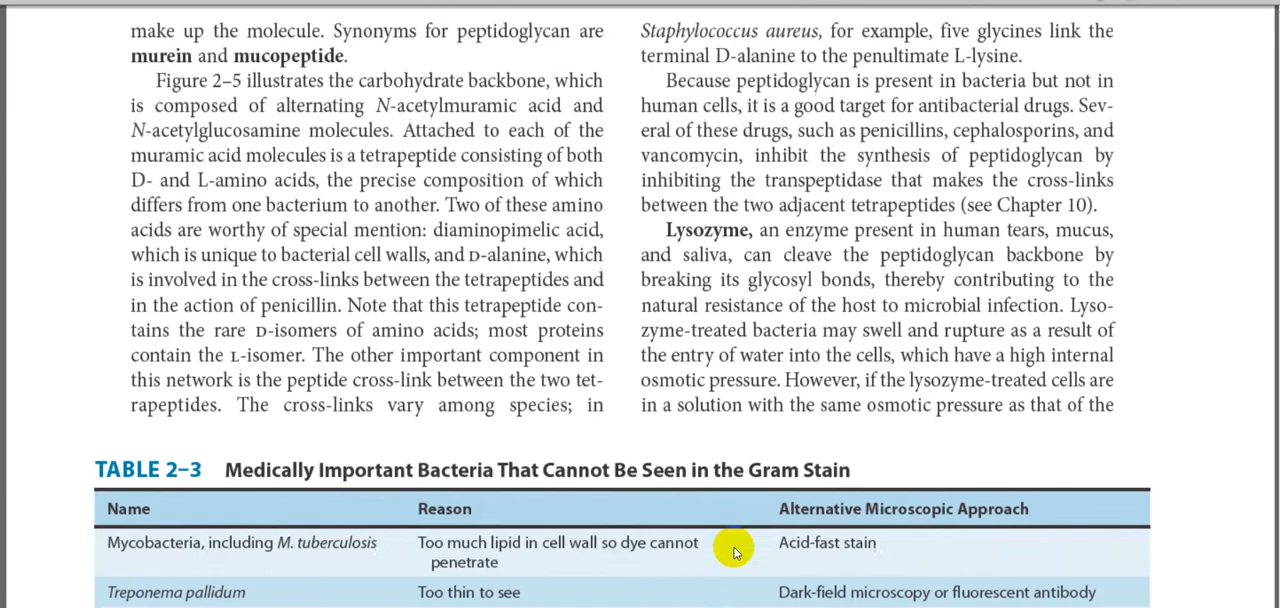 make up the molecule. Synonyms for peptidoglycan are
murein and mucopeptide.
Figure 2–5 illustrates the carbohydrate backbone, which
is composed of alternating N-acetylmuramic acid and
N-acetylglucosamine molecules. Attached to each of the
muramic acid molecules is a tetrapeptide consisting of both
D- and L-amino acids, the precise composition of which
differs from one bacterium to another. Two of these amino
acids are worthy of special mention: diaminopimelic acid,
which is unique to bacterial cell walls, and D-alanine, which
is involved in the cross-links between the tetrapeptides and
in the action of penicillin. Note that this tetrapeptide con-
tains the rare D-isomers of amino acids; most proteins
contain the L-isomer. The other important component in
this network is the peptide cross-link between the two tet-
rapeptides. The cross-links vary among species; in
Staphylococcus aureus, for example, five glycines link the
terminal D-alanine to the penultimate L-lysine.
Because peptidoglycan is present in bacteria but not in
human cells, it is a good target for antibacterial drugs. Sev-
eral of these drugs, such as penicillins, cephalosporins, and
vancomycin, inhibit the synthesis of peptidoglycan by
inhibiting the transpeptidase that makes the cross-links
between the two adjacent tetrapeptides (see Chapter 10).
Lysozyme, an enzyme present in human tears, mucus,
and saliva, can cleave the peptidoglycan backbone by
breaking its glycosyl bonds, thereby contributing to the
natural resistance of the host to microbial infection. Lyso-
zyme-treated bacteria may swell and rupture as a result of
the entry of water into the cells, which have a high internal
osmotic pressure. However, if the lysozyme-treated cells are
in a solution with the same osmotic pressure as that of the
TABLE 2–3 Medically Important Bacteria That Cannot Be Seen in the Gram Stain
Name Reason Alternative Microscopic Approach
Mycobacteria, including M. tuberculosis Too much lipid in cell wall so dye cannot Acid-fast stain
penetrate
Treponema pallidum Too thin to see Dark-field microscopy or fluorescent antibody